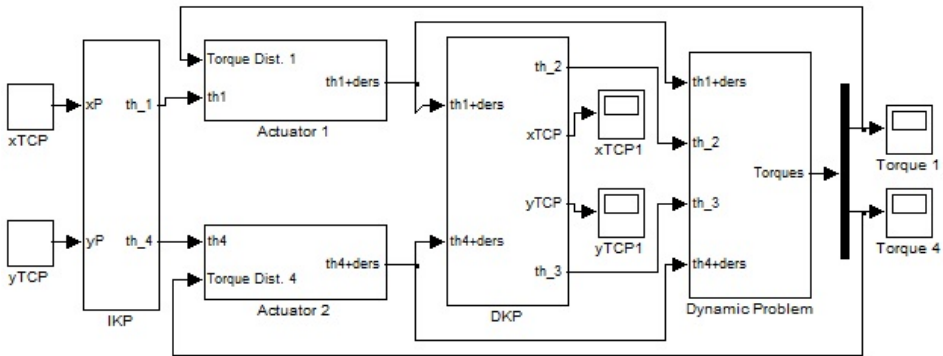 xTCP
yTCP
xP
yP
th_1
th_4
IKP
Torque Dist. 1
th1
th1+ders
Actuator 1
th4
Torque Dist. 4
th4+ders
Actuator 2
th1+ders
th4+ders
th_2
xTCP
yTCP
th_3
DKP
xTCP1
yTCP1
th1+ders
th_2
th_3
th4+ders
Torques
Dynamic Problem
Torque 1
Torque 4